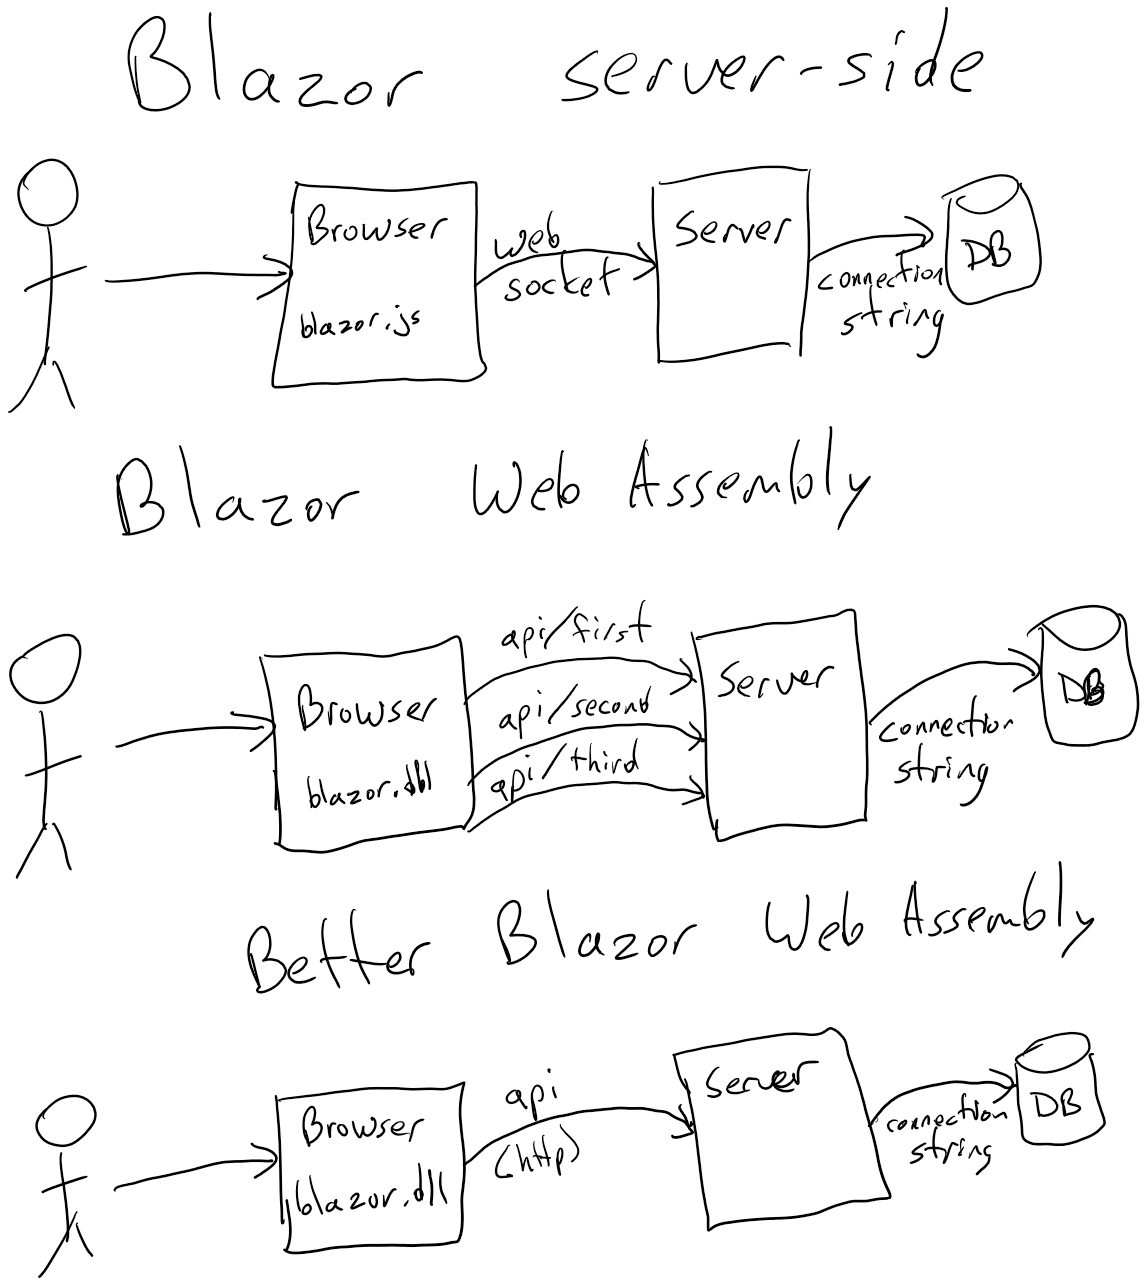 Blazor server-side
Browser
blazor.js
web
socket
Server
connection
string
DB
Blazor Web Assembly
Browser
blazor.dll
api/first
api/second
api/third
Server
connection
string
DB
Better Blazor Web Assembly
Browser
blazor.dll
api
(http)
Server
connection
string
DB